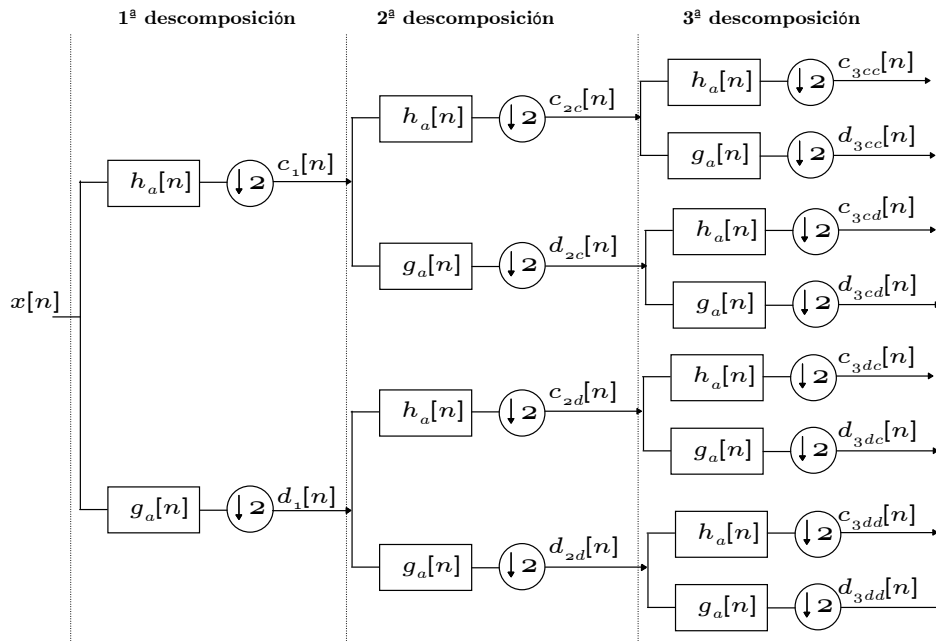 1ª descomposición 2ª descomposición 3ª descomposición
h_a[n] ↓2 c_3cc[n]
h_a[n] ↓2 c_2c[n]
g_a[n] ↓2 d_3cc[n]
h_a[n] ↓2 c_1[n]
h_a[n] ↓2 c_3cd[n]
g_a[n] ↓2 d_2c[n]
x[n]
g_a[n] ↓2 d_3cd[n]
h_a[n] ↓2 c_3dc[n]
h_a[n] ↓2 c_2d[n]
g_a[n] ↓2 d_3dc[n]
g_a[n] ↓2 d_1[n]
h_a[n] ↓2 c_3dd[n]
g_a[n] ↓2 d_2d[n]
g_a[n] ↓2 d_3dd[n]